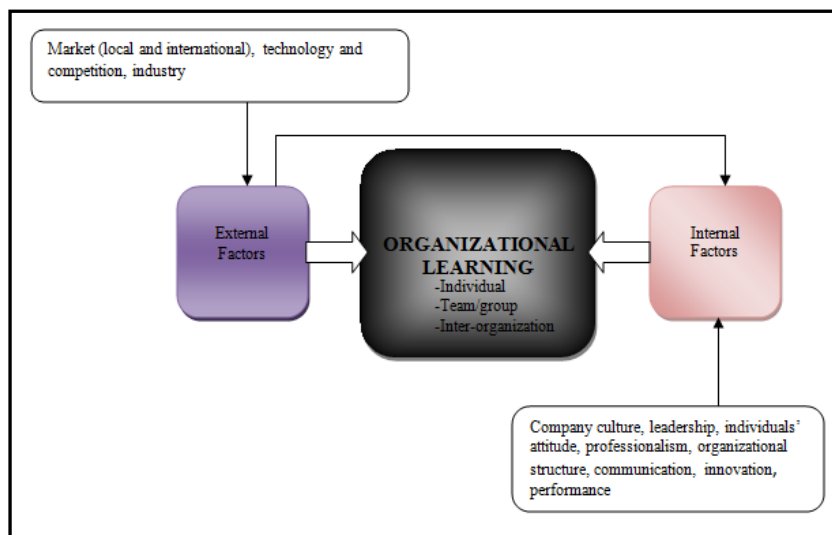 Market (local and international), technology and
competition, industry
External
Factors
ORGANIZATIONAL
LEARNING
-Individual
-Team/group
-Inter-organization
Internal
Factors
Company culture, leadership, individuals’
attitude, professionalism, organizational
structure, communication, innovation,
performance